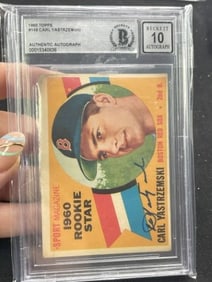 1960 TOPPS
#148 CARL YASTRZEMSKI
AUTHENTIC AUTOGRAPH
BECKETT
10
AUTOGRAPH
SPORT MAGAZINE
1960 ROOKIE
STAR
CARL YASTRZEMSKI
BOSTON RED SOX 2nd B.